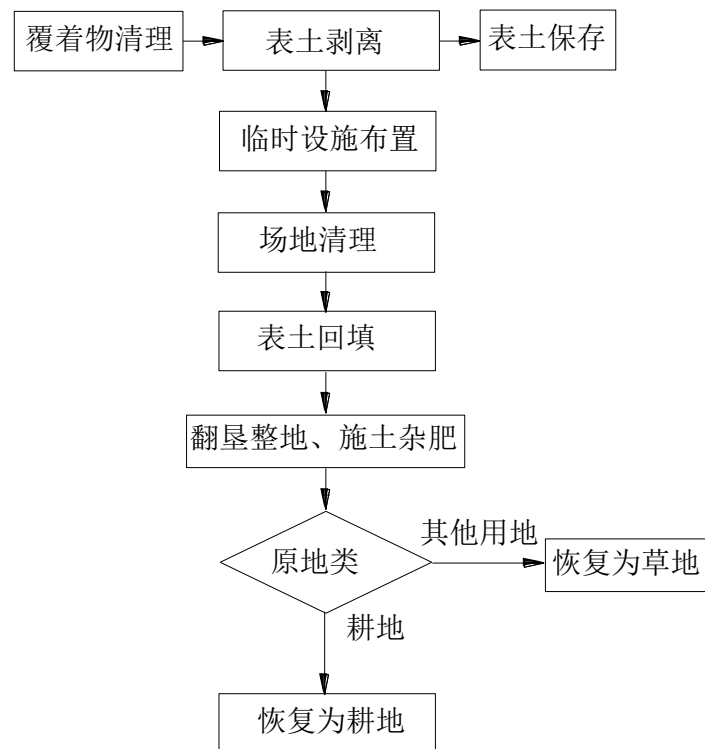 覆着物清理
表土剥离
表土保存
临时设施布置
场地清理
表土回填
翻垦整地、施土杂肥
原地类
其他用地
恢复为草地
耕地
恢复为耕地